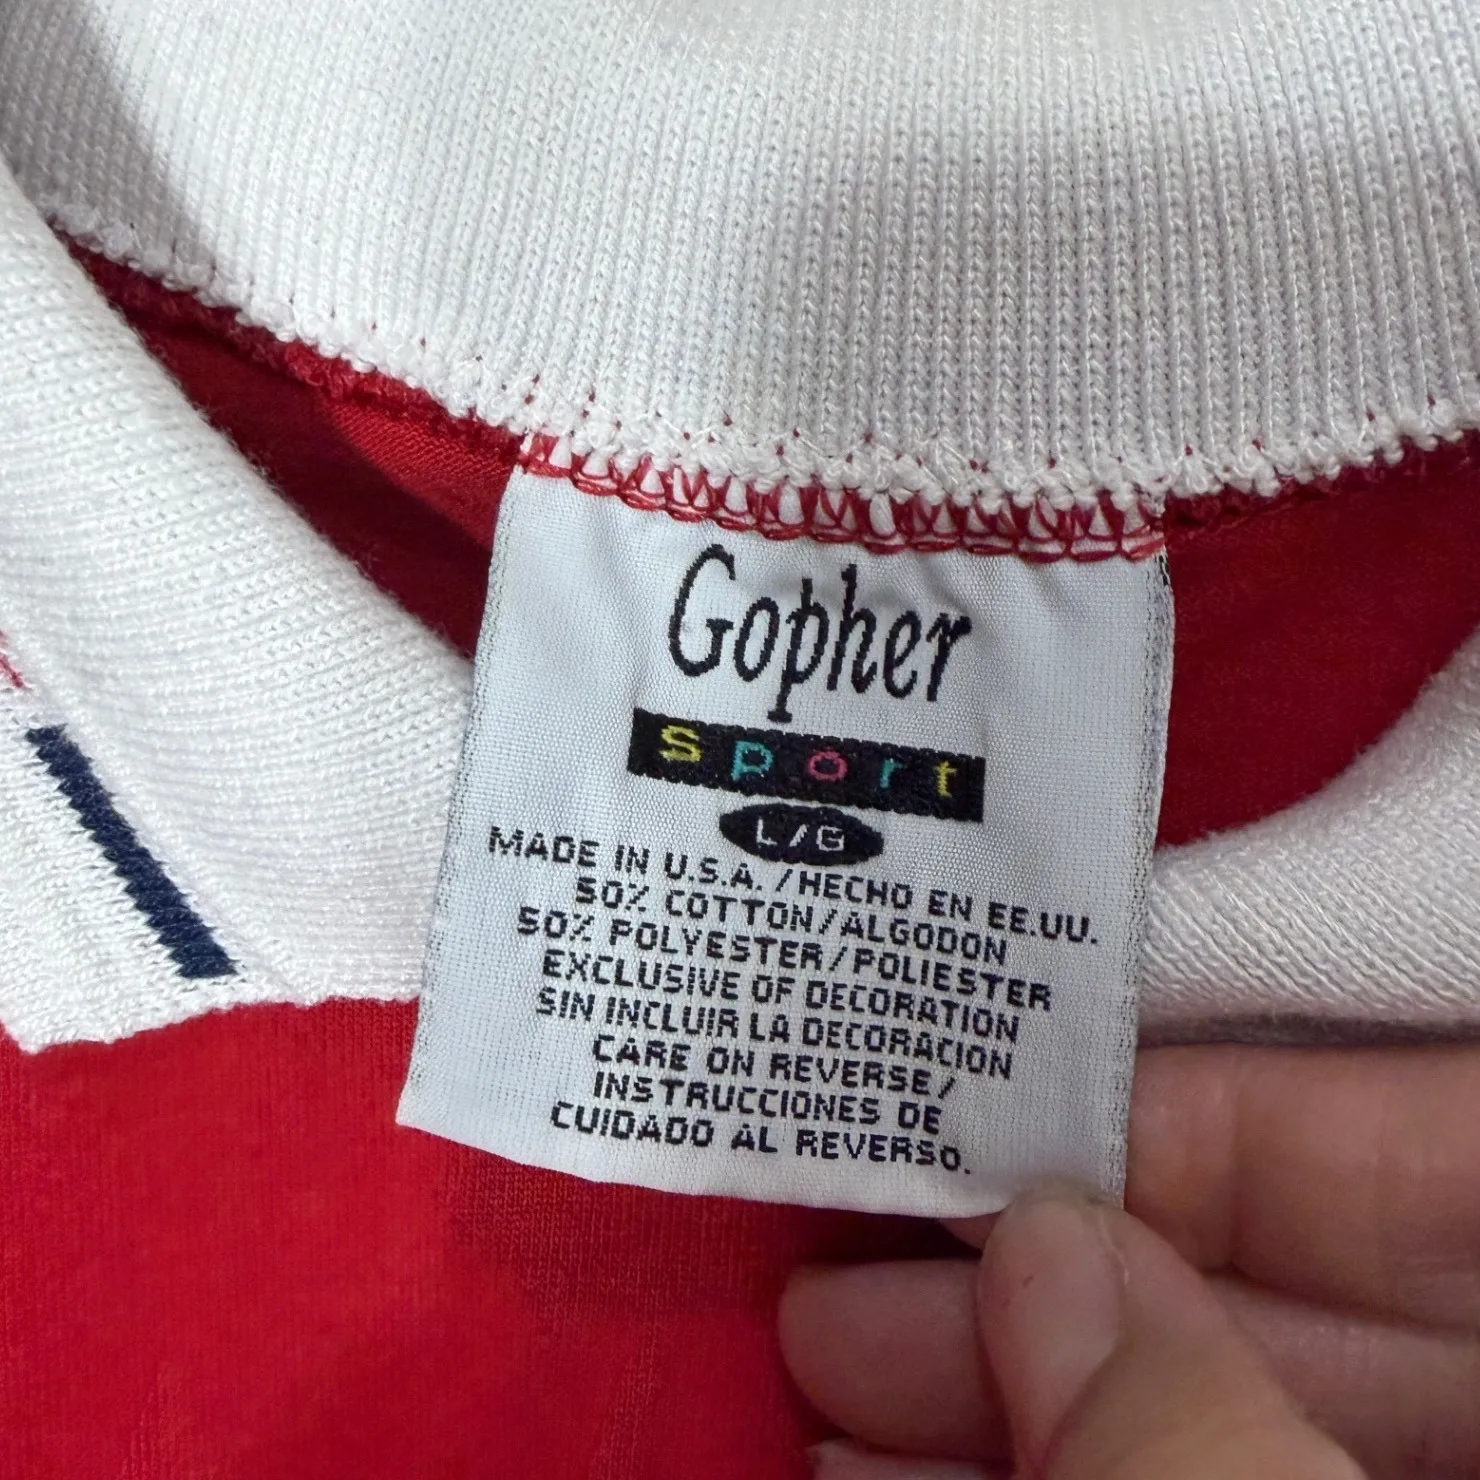 Gopher
sport
L/G
MADE IN U.S.A./HECHO EN EE.UU.
50% COTTON/ALGODON
50% POLYESTER/POLIESTER
EXCLUSIVE OF DECORATION
SIN INCLUIR LA DECORACION
CARE ON REVERSE/
INSTRUCCIONES DE
CUIDADO AL REVERSO.